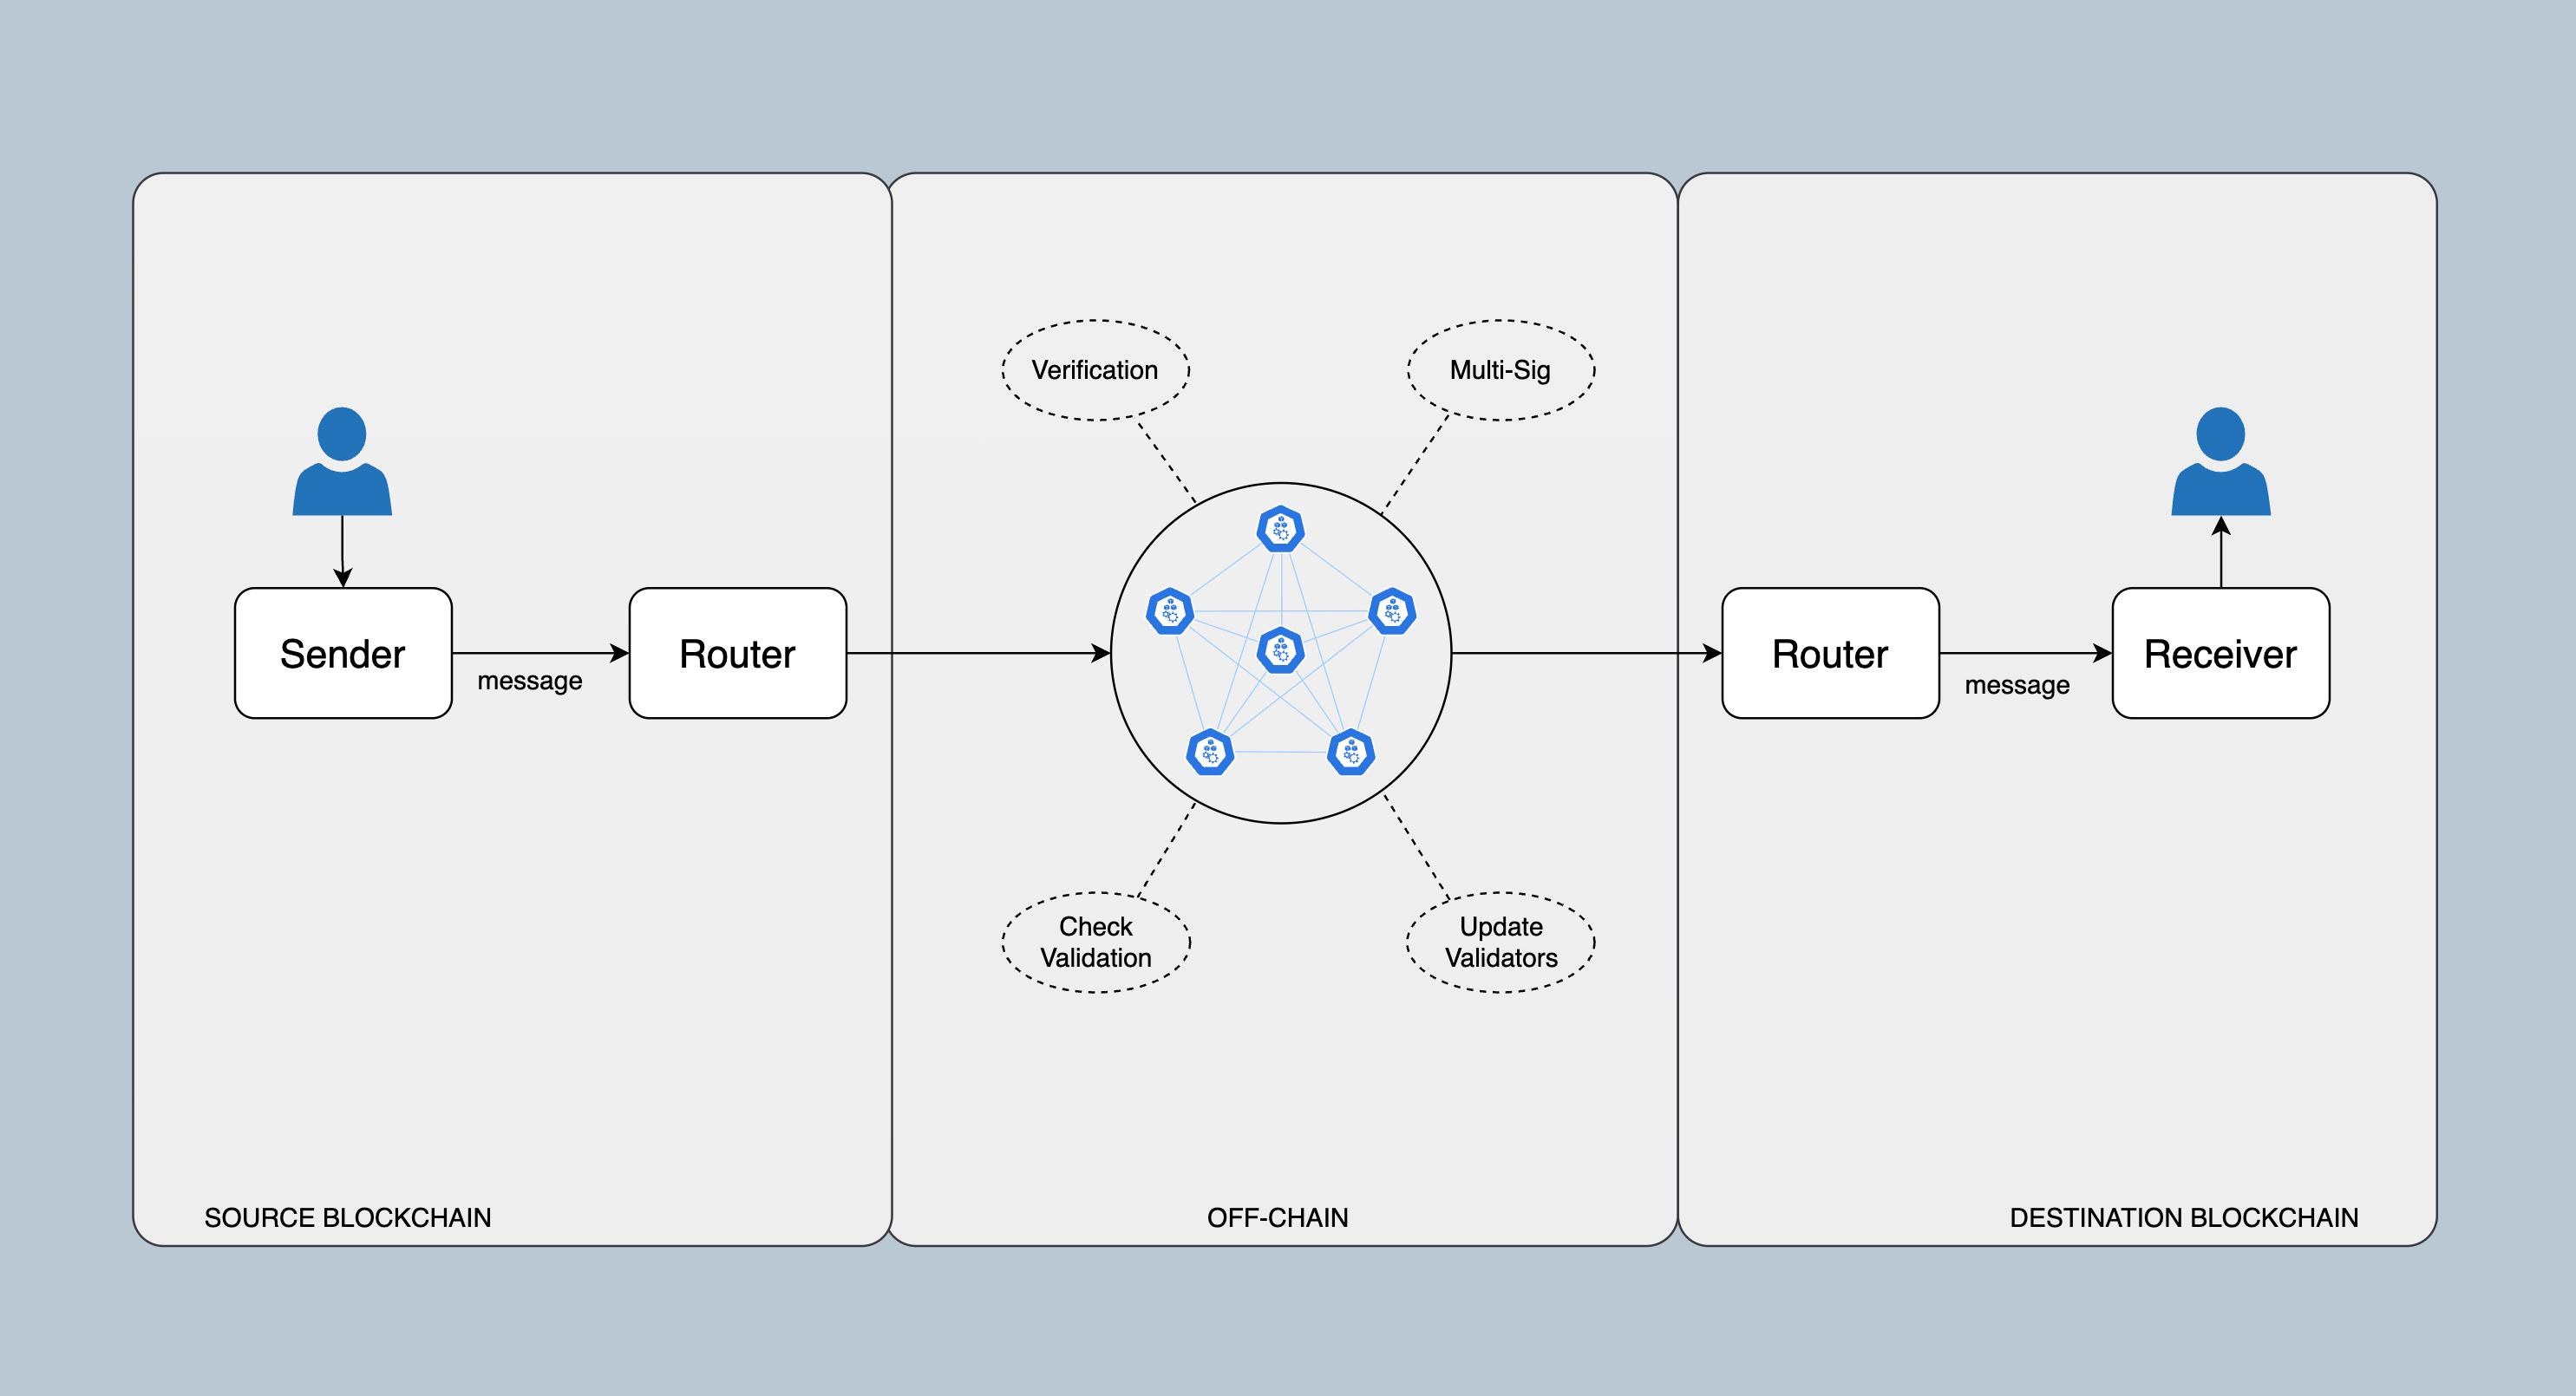 Verification
Multi-Sig
Sender
message
Router
Router
message
Receiver
Check
Validation
Update
Validators
SOURCE BLOCKCHAIN
OFF-CHAIN
DESTINATION BLOCKCHAIN